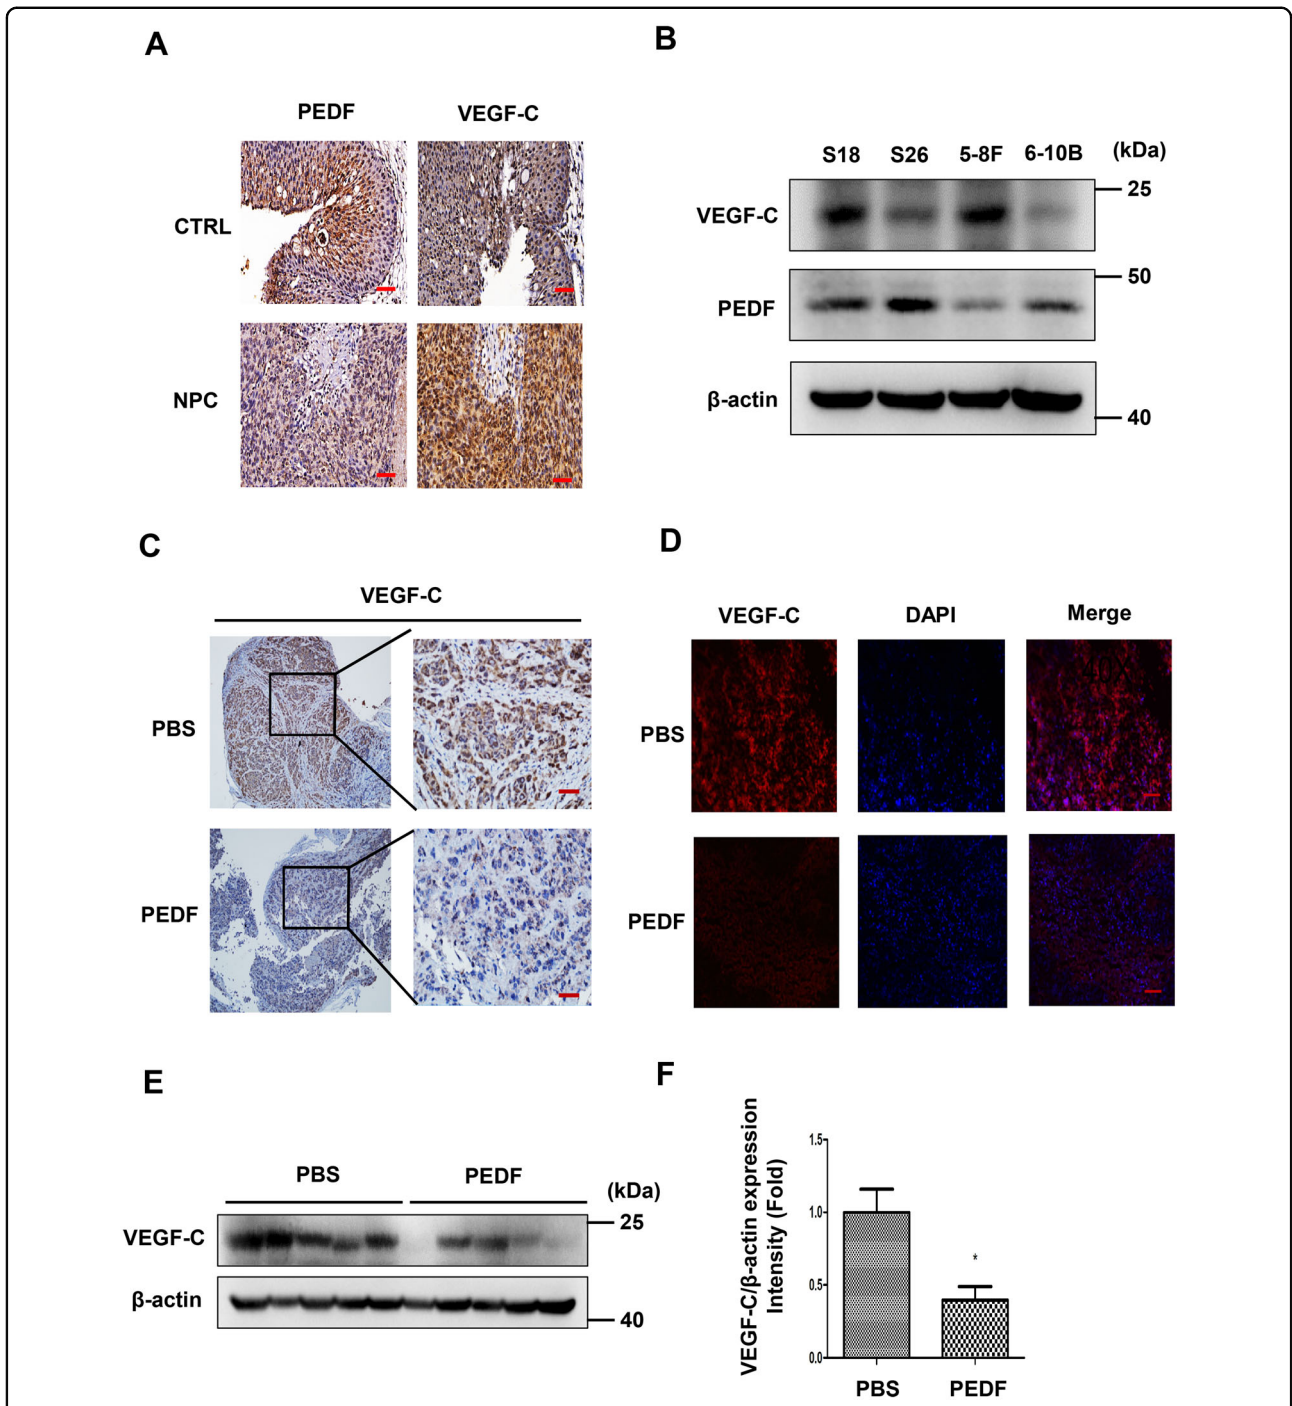 A
PEDF VEGF-C
CTRL
NPC
B
S18 S26 5-8F 6-10B (kDa)
VEGF-C 25
PEDF 50
β-actin 40
C
VEGF-C
PBS
PEDF
D
VEGF-C DAPI Merge
PBS 40X
PEDF
E
PBS PEDF (kDa)
VEGF-C 25
β-actin 40
F
VEGF-C/β-actin expression
Intensity (Fold)
1.5
1.0
0.5
0.0
*
PBS PEDF